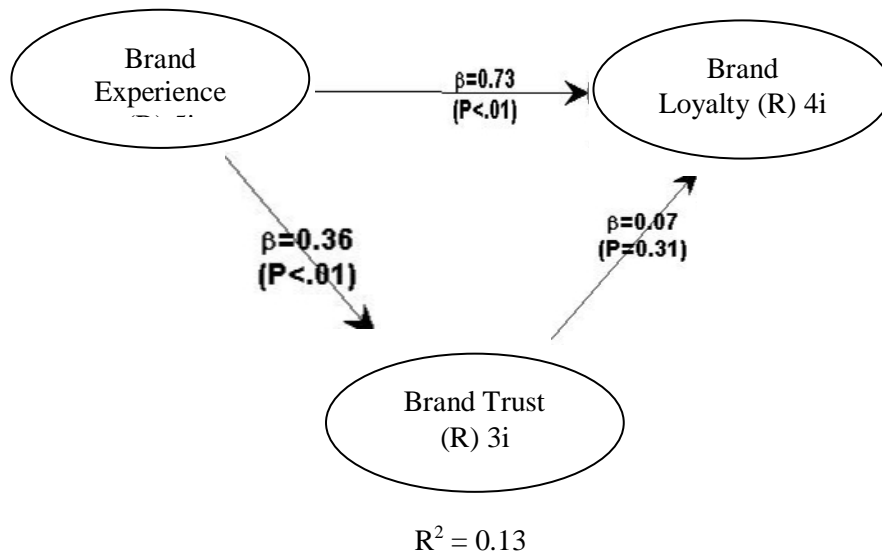 Brand
Experience
Brand
Loyalty (R) 4i
β=0.73
(P<.01)
β=0.36
(P<.01)
β=0.07
(P=0.31)
Brand Trust
(R) 3i
R² = 0.13